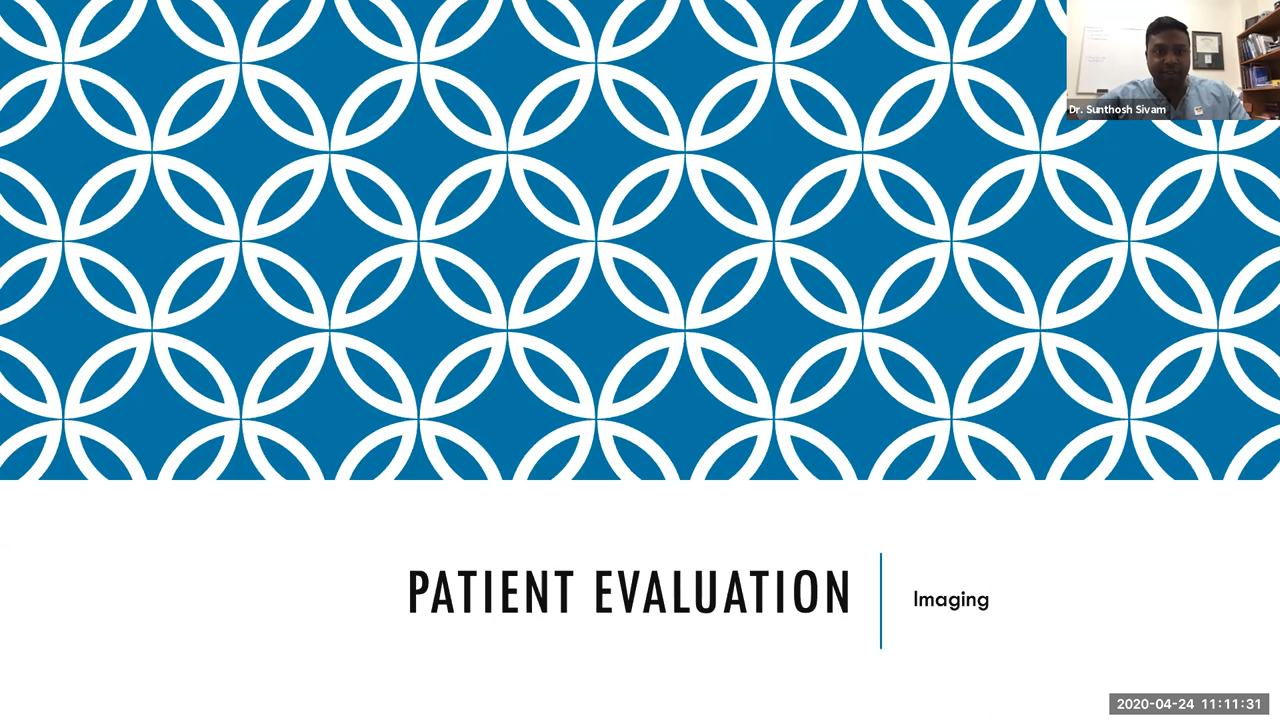 Dr. Sunthosh Sivam
PATIENT EVALUATION
Imaging
2020-04-24 11:11:31